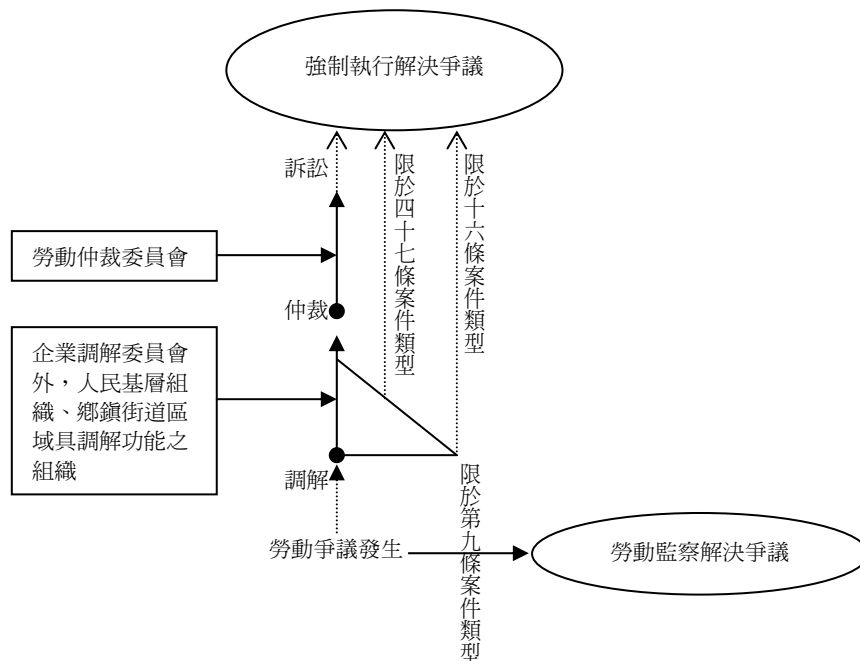 強制執行解決爭議
訴訟
限於四十七條案件類型
限於十六條案件類型
勞動仲裁委員會
仲裁
企業調解委員會
外，人民基層組
織、鄉鎮街道區
域具調解功能之
組織
調解
限於第九條案件類型
勞動爭議發生
勞動監察解決爭議